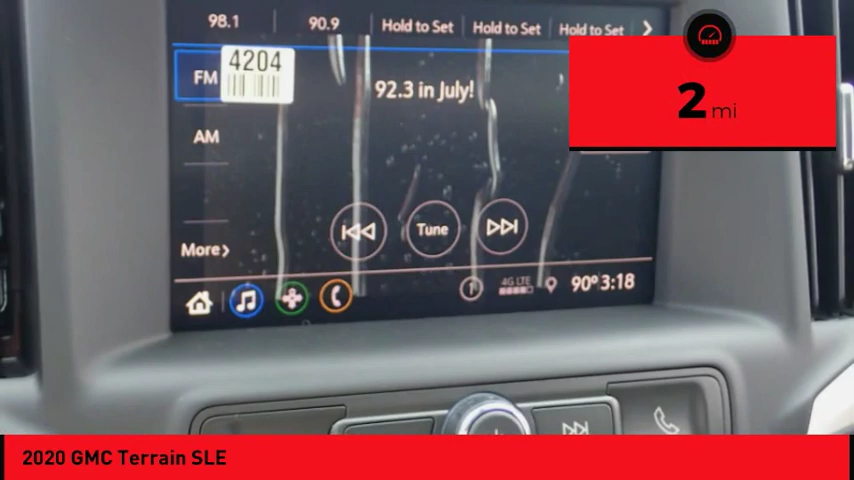 98.1 90.9 Hold to Set Hold to Set Hold to Set
FM
4204
92.3 in July!
2 mi
AM
Tune
More
4G LTE
1
90° 3:18
2020 GMC Terrain SLE